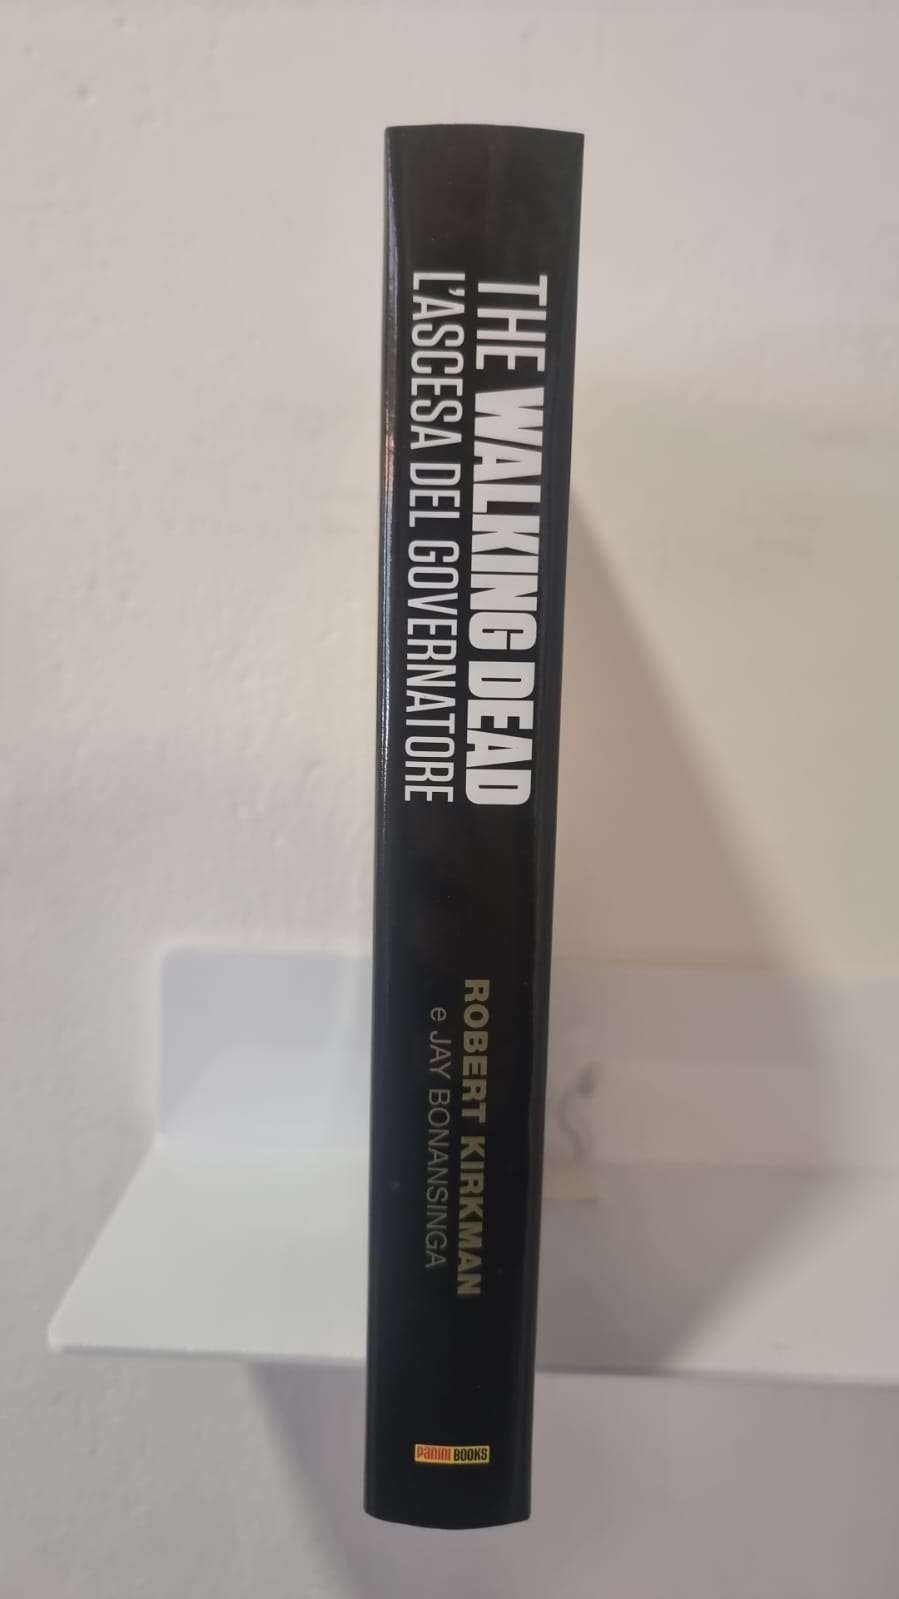 THE WALKING DEAD
L'ASCESA DEL GOVERNATORE
ROBERT KIRKMAN
e JAY BONANSINGA
PANINI BOOKS